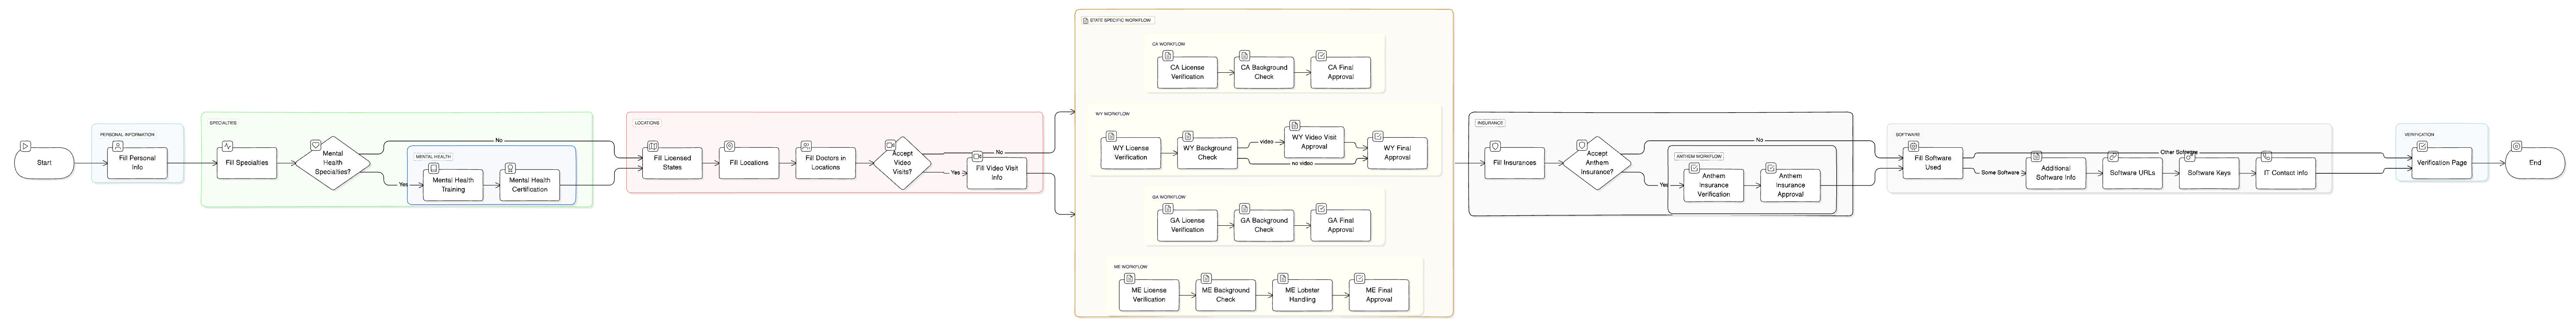 Start
PERSONAL INFORMATION
Fill Personal
Info
SPECIALTIES
Fill Specialties
Mental
Health
Specialties?
No
Yes
MENTAL HEALTH
Mental Health
Training
Mental Health
Certification
LOCATIONS
Fill Licensed
States
Fill Locations
Fill Doctors in
Locations
Accept
Video
Visits?
No
Yes
Fill Video Visit
Info
STATE SPECIFIC WORKFLOW
CA WORKFLOW
CA License
Verification
CA Background
Check
CA Final
Approval
WY WORKFLOW
WY License
Verification
WY Background
Check
video
no video
WY Video Visit
Approval
WY Final
Approval
GA WORKFLOW
GA License
Verification
GA Background
Check
GA Final
Approval
ME WORKFLOW
ME License
Verification
ME Background
Check
ME Lobster
Handling
ME Final
Approval
INSURANCE
Fill Insurances
Accept
Anthem
Insurance?
No
Yes
ANTHEM WORKFLOW
Anthem
Insurance
Verification
Anthem
Insurance
Approval
SOFTWARE
Fill Software
Used
Other Software
Some Software
Additional
Software Info
Software URLs
Software Keys
IT Contact Info
VERIFICATION
Verification Page
End